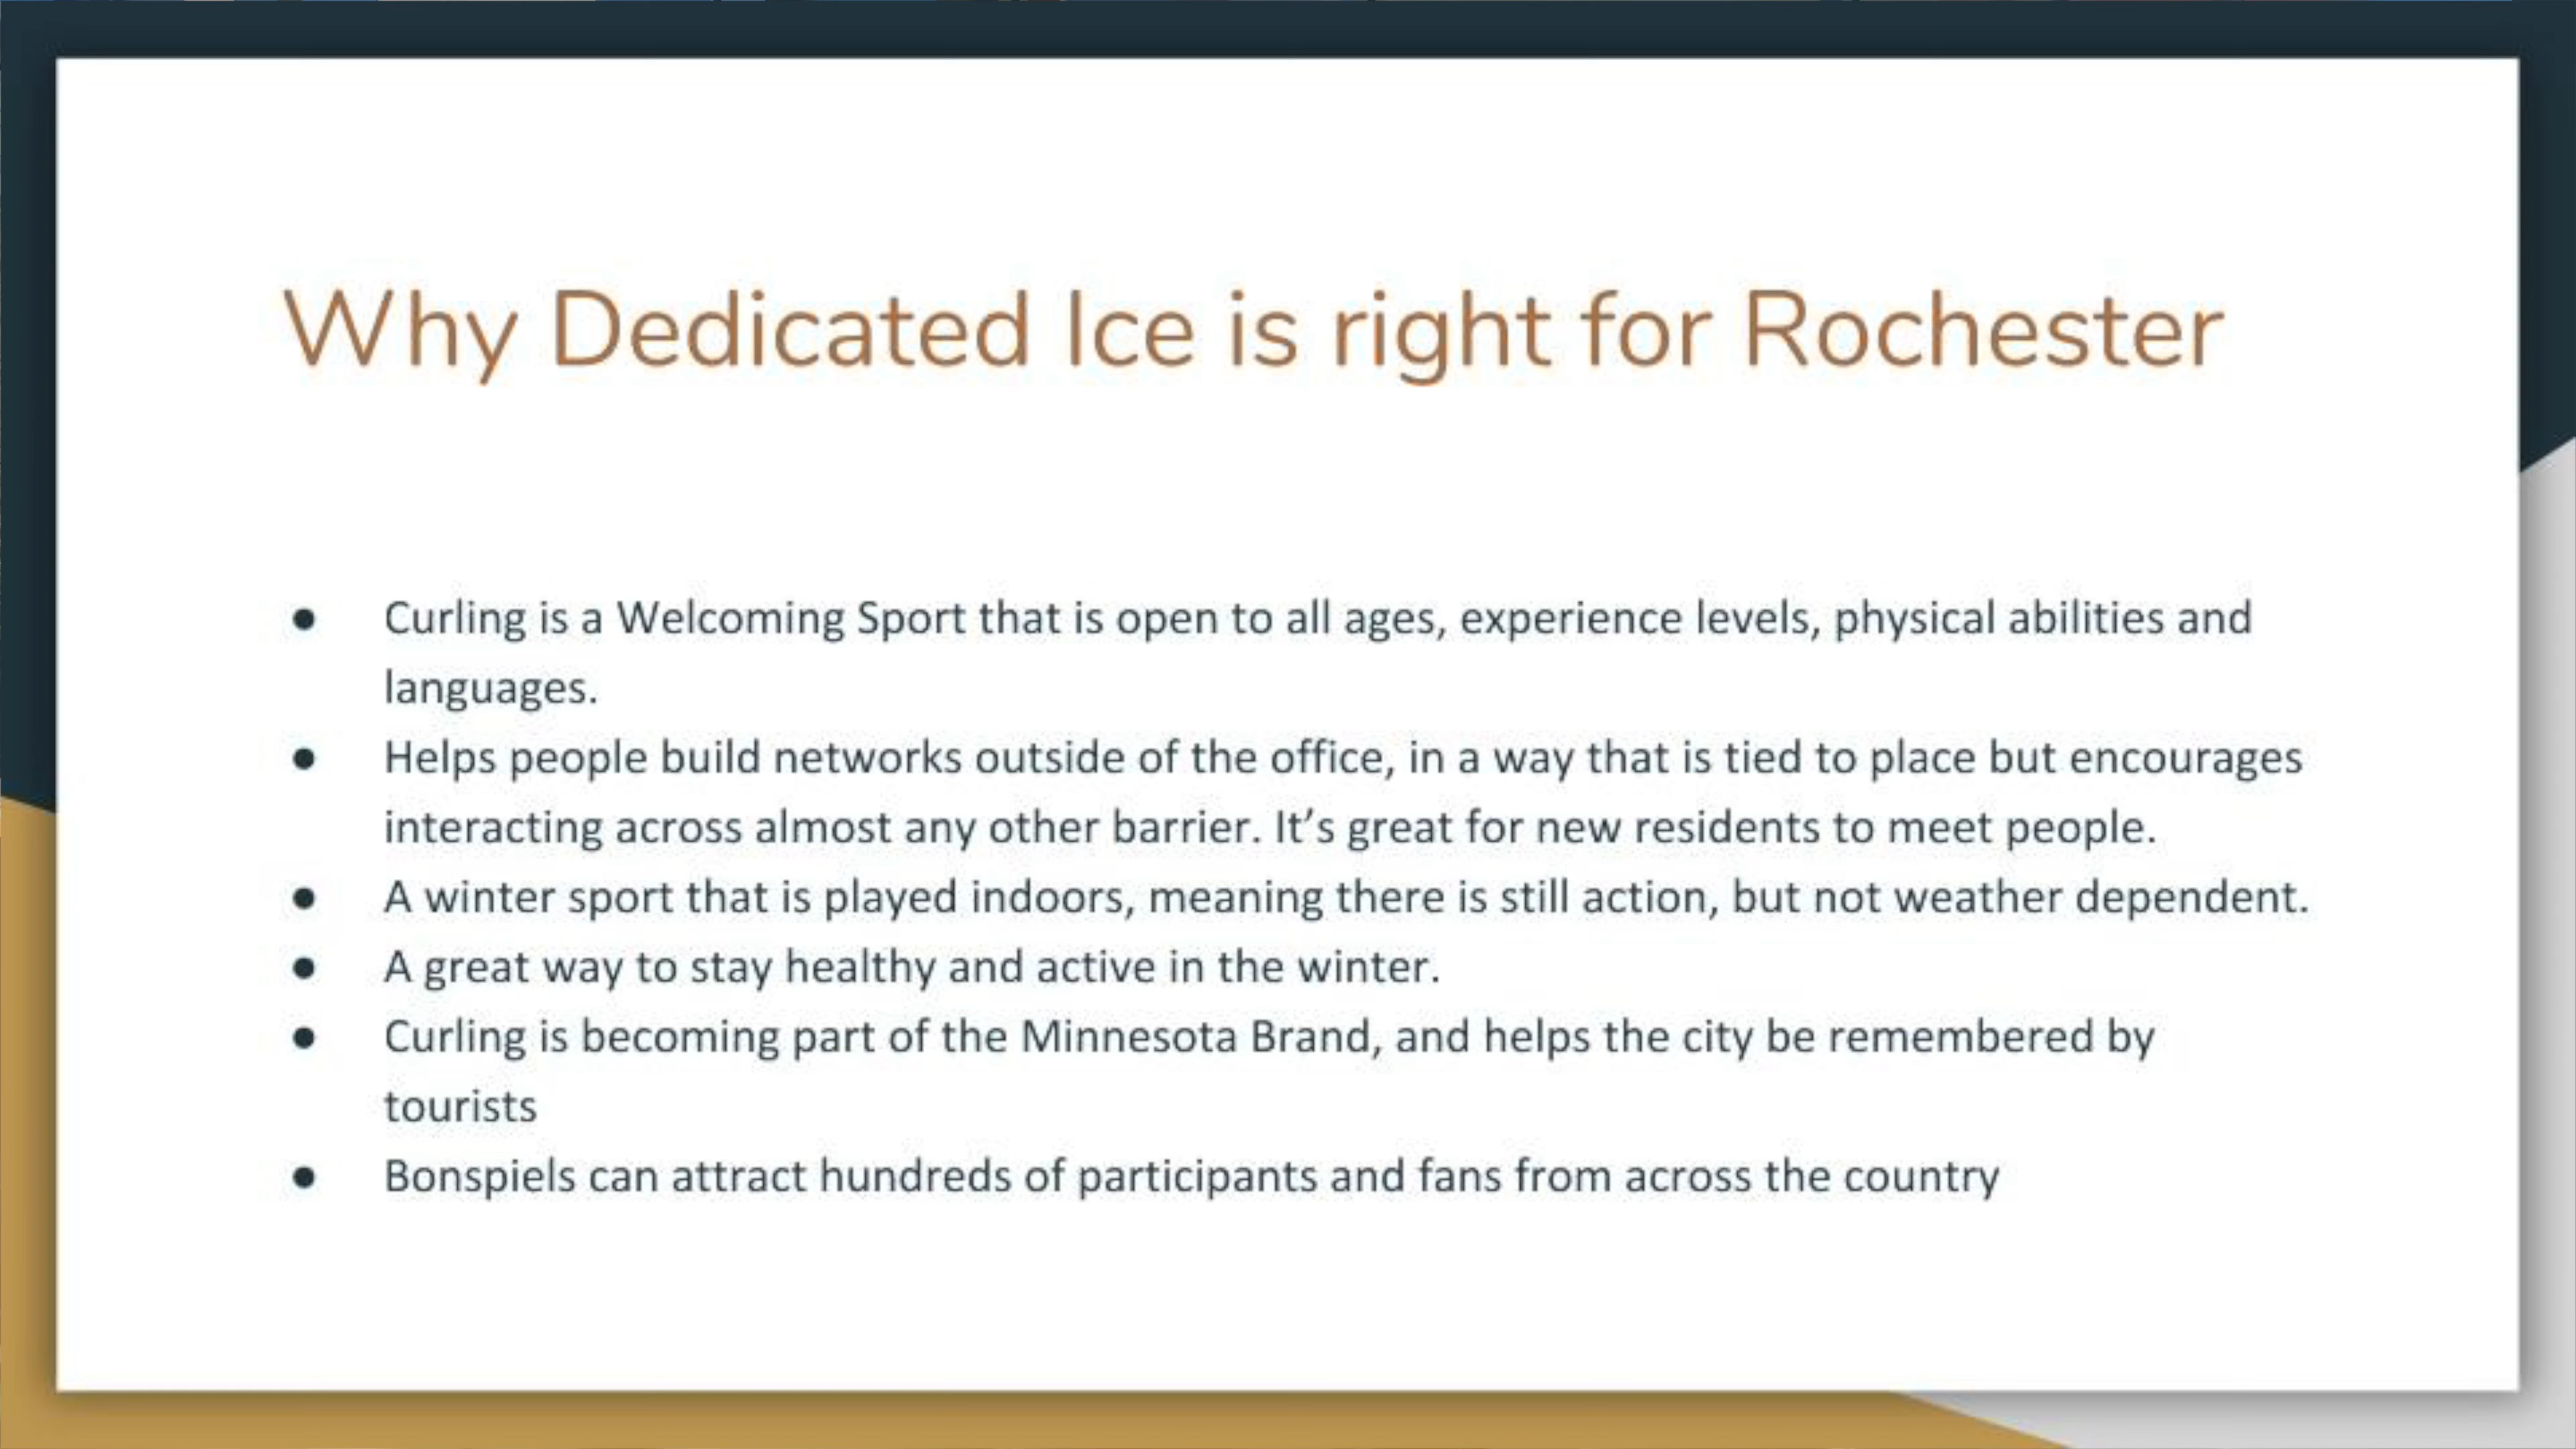 Why Dedicated Ice is right for Rochester
● Curling is a Welcoming Sport that is open to all ages, experience levels, physical abilities and
languages.
● Helps people build networks outside of the office, in a way that is tied to place but encourages
interacting across almost any other barrier. It’s great for new residents to meet people.
● A winter sport that is played indoors, meaning there is still action, but not weather dependent.
● A great way to stay healthy and active in the winter.
● Curling is becoming part of the Minnesota Brand, and helps the city be remembered by
tourists
● Bonspiels can attract hundreds of participants and fans from across the country